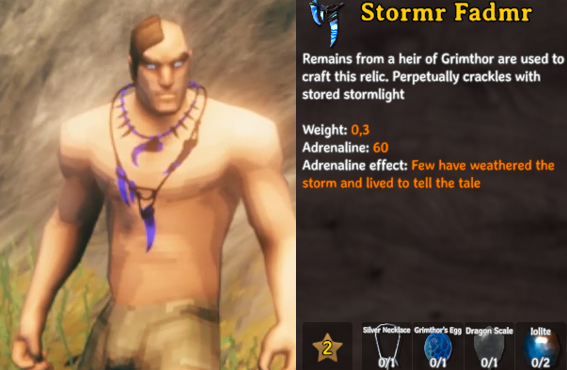 Stormr Fadmr
Remains from a heir of Grimthor are used to
craft this relic. Perpetually crackles with
stored stormlight
Weight: 0,3
Adrenaline: 60
Adrenaline effect: Few have weathered the
storm and lived to tell the tale
2
Silver Necklace Grimthor's Egg Dragon Scale Iolite
0/1 0/1 0/1 0/2